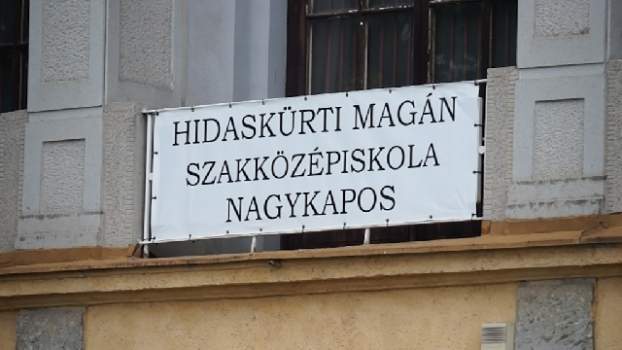 HIDASKÜRTI MAGÁN
SZAKKÖZÉPISKOLA
NAGYKAPOS